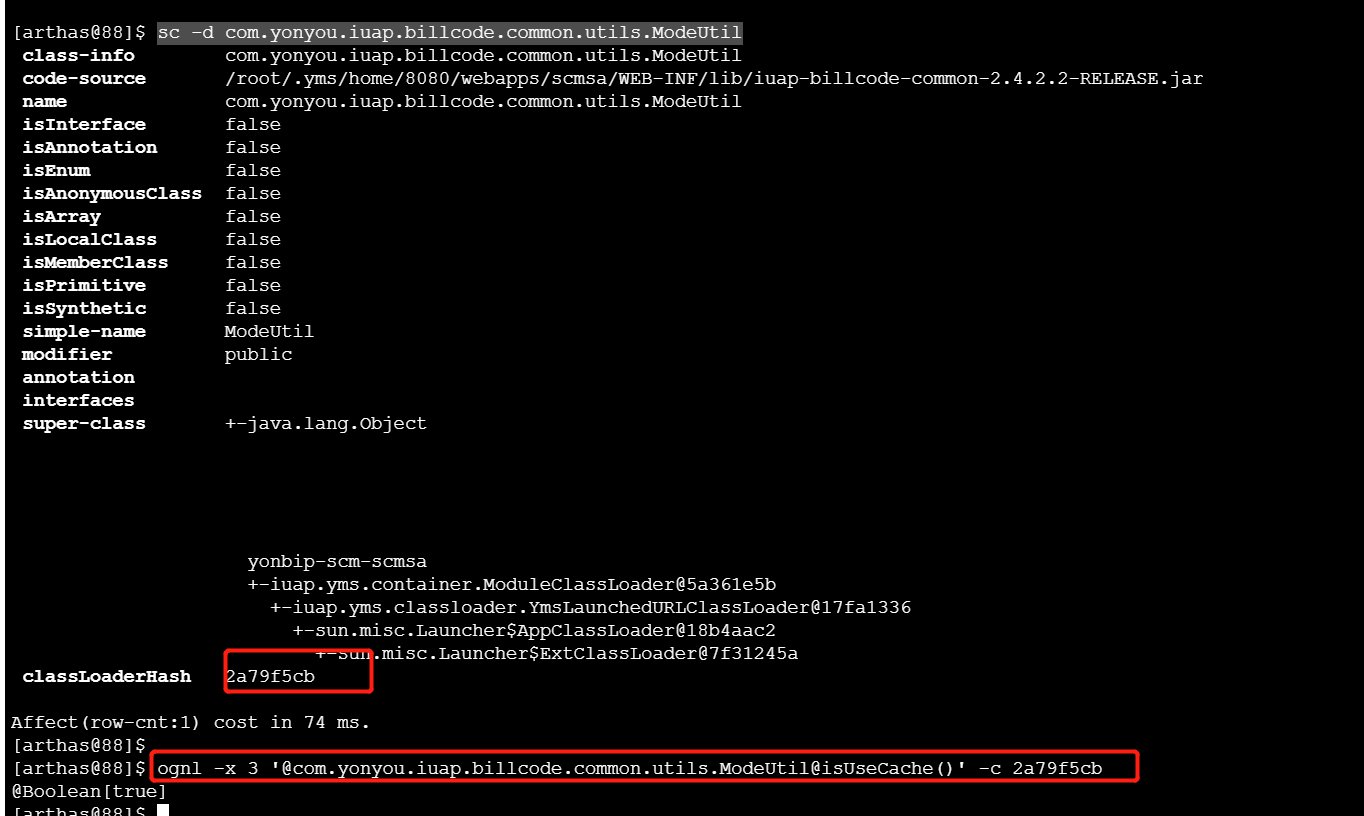 [arthas@88]$ sc -d com.yonyou.iuap.billcode.common.utils.ModeUtil
class-info com.yonyou.iuap.billcode.common.utils.ModeUtil
code-source /root/.yms/home/8080/webapps/scmsa/WEB-INF/lib/iuap-billcode-common-2.4.2.2-RELEASE.jar
name com.yonyou.iuap.billcode.common.utils.ModeUtil
isInterface false
isAnnotation false
isEnum false
isAnonymousClass false
isArray false
isLocalClass false
isMemberClass false
isPrimitive false
isSynthetic false
simple-name ModeUtil
modifier public
annotation
interfaces
super-class +-java.lang.Object
yonbip-scm-scmsa
+-iuap.yms.container.ModuleClassLoader@5a361e5b
+-iuap.yms.classloader.YmsLaunchedURLClassLoader@17fa1336
+-sun.misc.Launcher$AppClassLoader@18b4aac2
+-sun.misc.Launcher$ExtClassLoader@7f31245a
classLoaderHash 2a79f5cb
Affect(row-cnt:1) cost in 74 ms.
[arthas@88]$
[arthas@88]$ ognl -x 3 '@com.yonyou.iuap.billcode.common.utils.ModeUtil@isUseCache()' -c 2a79f5cb
@Boolean[true]
[arthas@88]$